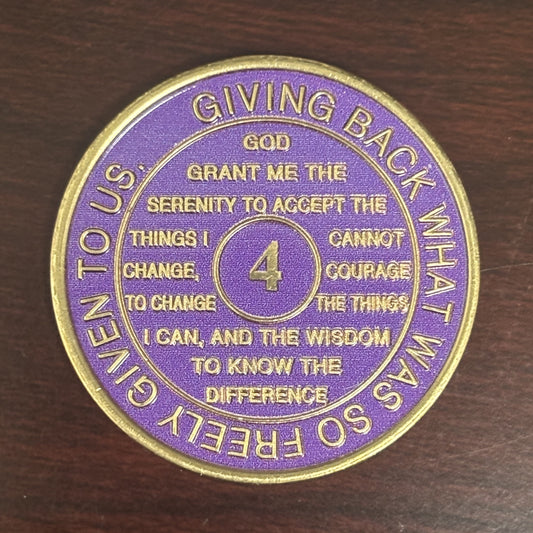 GIVING BACK WHAT WAS SO FREELY GIVEN TO US.
GOD
GRANT ME THE
SERENITY TO ACCEPT THE
THINGS I CANNOT
CHANGE, COURAGE
TO CHANGE THE THINGS
I CAN, AND THE WISDOM
TO KNOW THE
DIFFERENCE
4